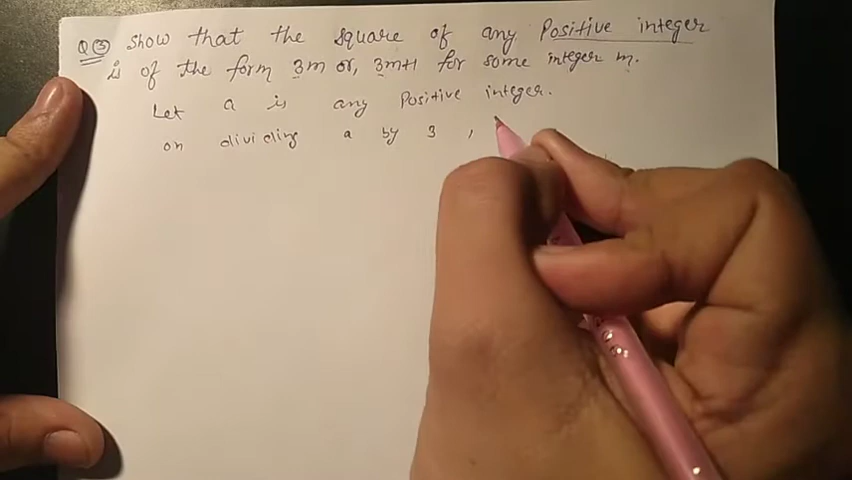 Q③ Show that the square of any Positive integer
is of the form 3m or, 3m+1 for some integer m.
Let a is any Positive integer.
on dividing a by 3 ,